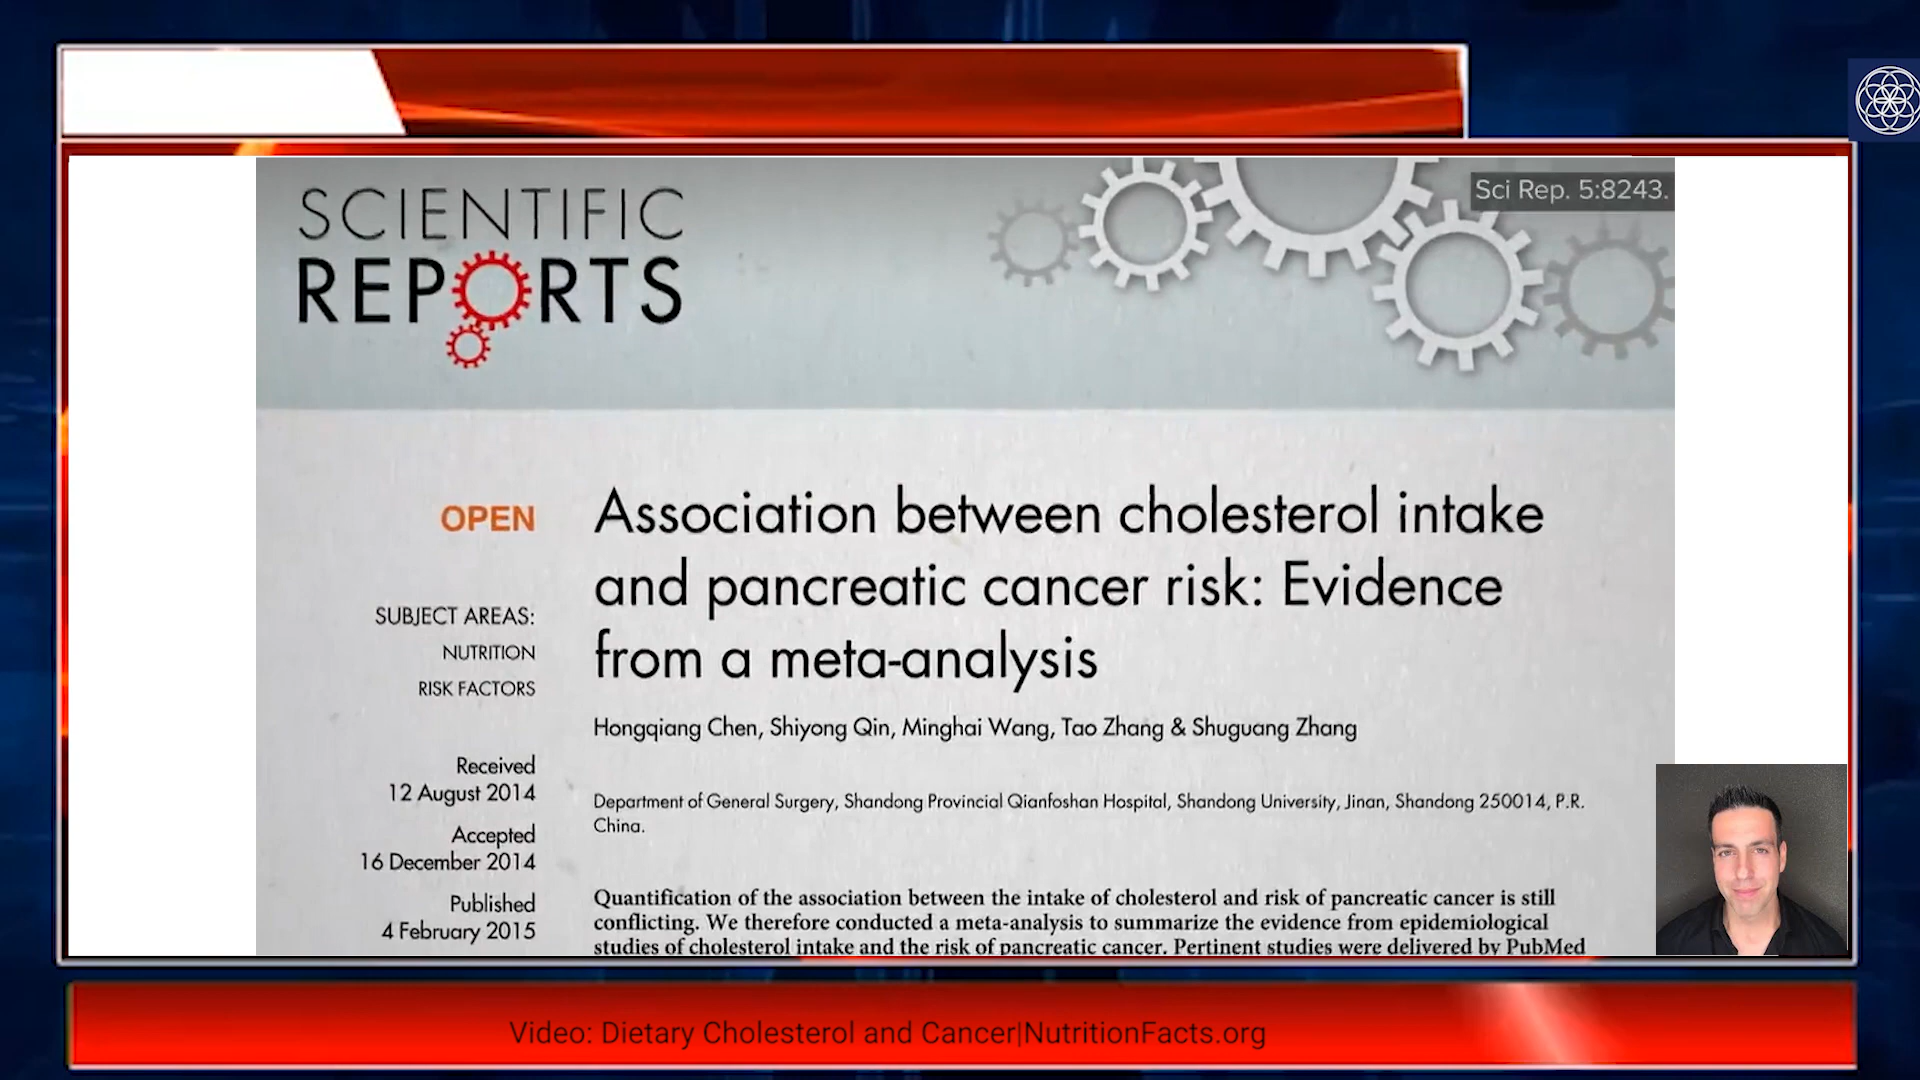 SCIENTIFIC
REPORTS
Sci Rep. 5:8243.
OPEN
SUBJECT AREAS:
NUTRITION
RISK FACTORS
Received
12 August 2014
Accepted
16 December 2014
Published
4 February 2015
Association between cholesterol intake
and pancreatic cancer risk: Evidence
from a meta-analysis
Hongqiang Chen, Shiyong Qin, Minghai Wang, Tao Zhang & Shuguang Zhang
Department of General Surgery, Shandong Provincial Qianfoshan Hospital, Shandong University, Jinan, Shandong 250014, P.R.
China.
Quantification of the association between the intake of cholesterol and risk of pancreatic cancer is still
conflicting. We therefore conducted a meta-analysis to summarize the evidence from epidemiological
studies of cholesterol intake and the risk of pancreatic cancer. Pertinent studies were delivered by PubMed
Video: Dietary Cholesterol and Cancer|NutritionFacts.org